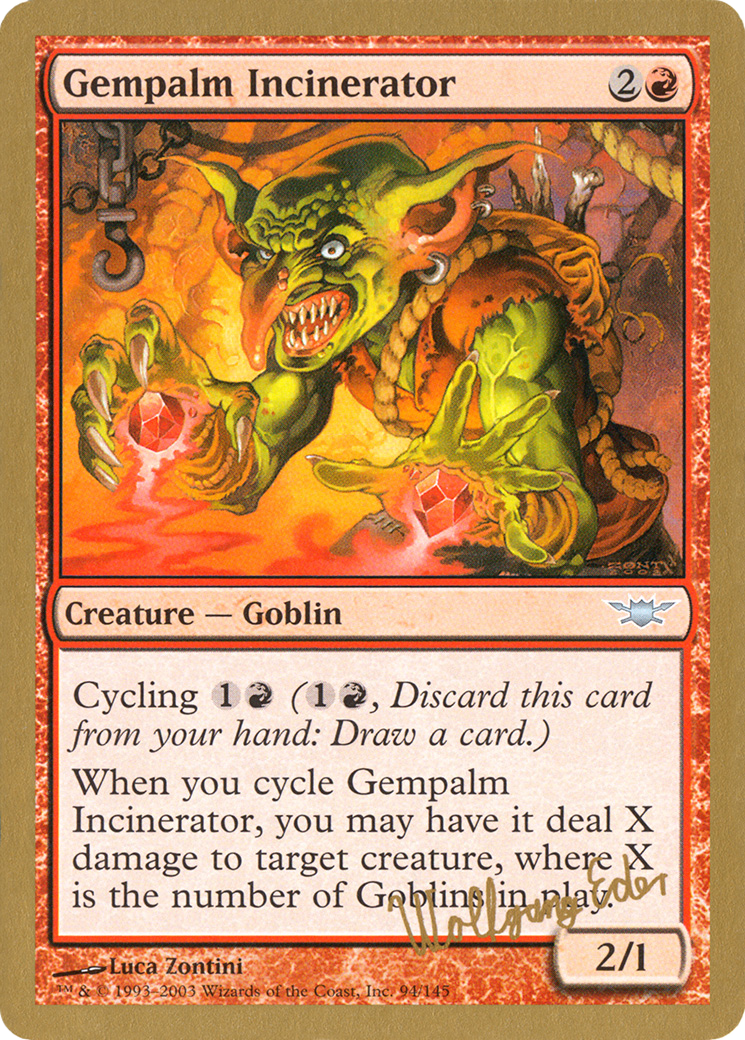 Gempalm Incinerator
2
ZONTINI
2002
Creature — Goblin
Cycling 1 (1, Discard this card
from your hand: Draw a card.)
When you cycle Gempalm
Incinerator, you may have it deal X
damage to target creature, where X
is the number of Goblins in play.
Wolfgang Eder
2/1
Luca Zontini
™ & © 1993–2003 Wizards of the Coast, Inc. 94/145